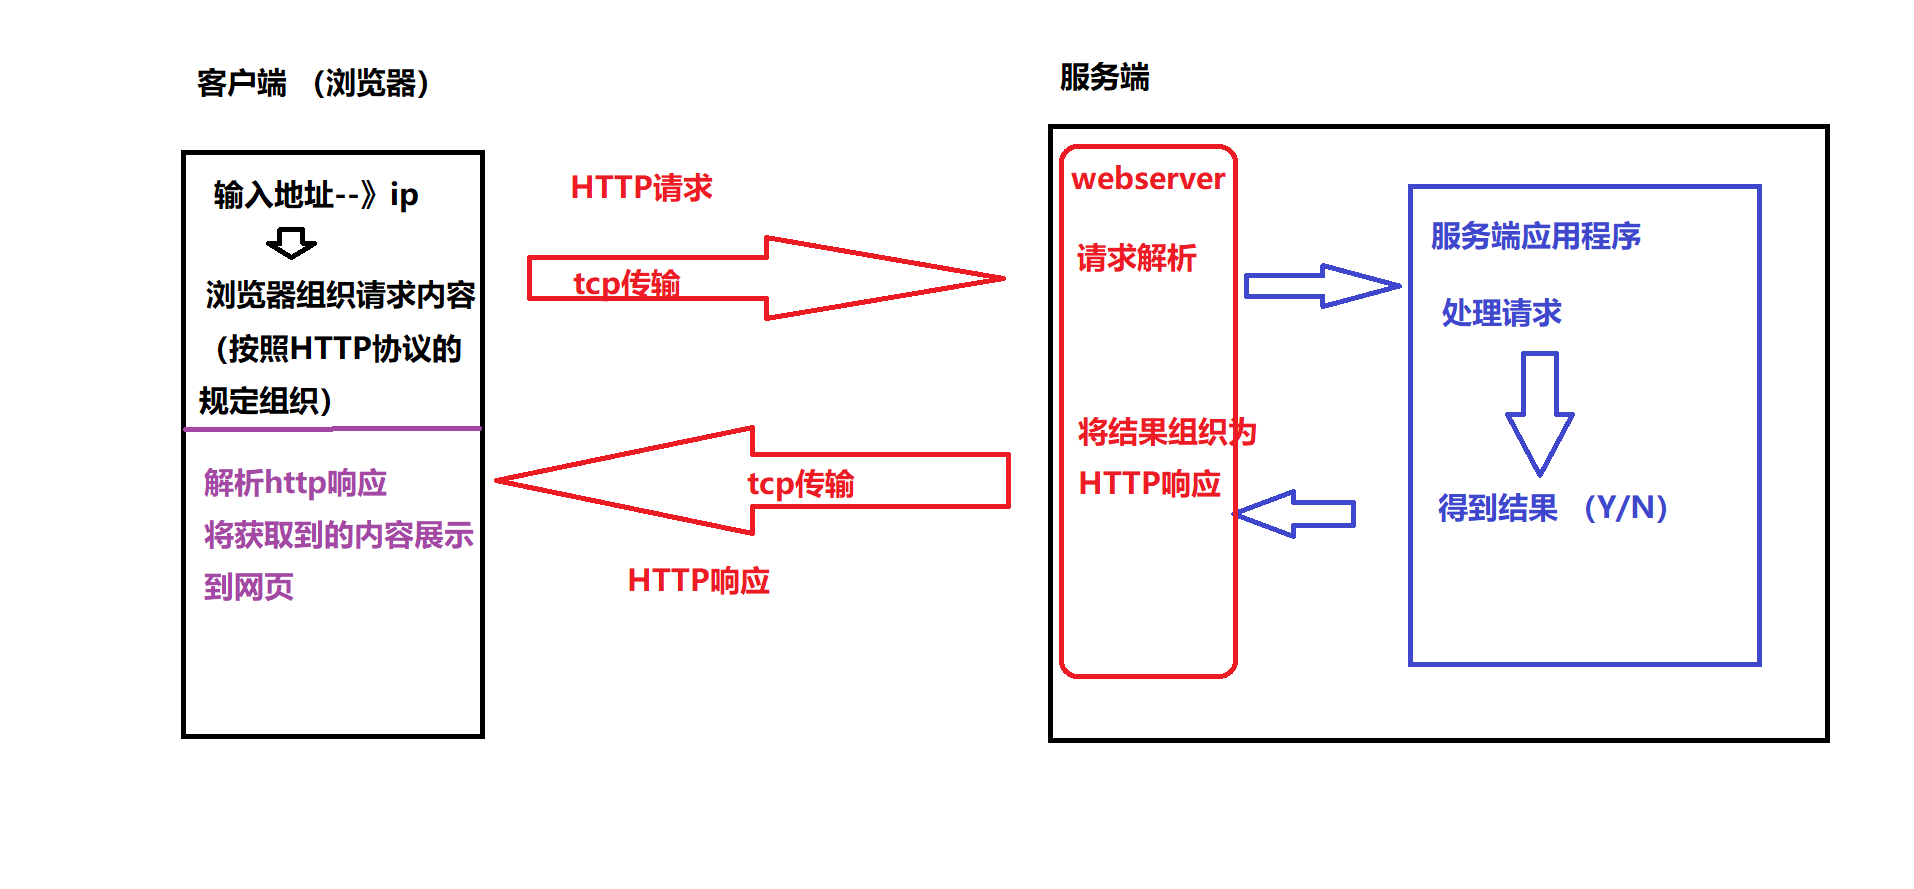 客户端 （浏览器）
输入地址--》ip
浏览器组织请求内容
（按照HTTP协议的
规定组织）
解析http响应
将获取到的内容展示
到网页
HTTP请求
tcp传输
tcp传输
HTTP响应
服务端
webserver
请求解析
将结果组织为
HTTP响应
服务端应用程序
处理请求
得到结果 （Y/N）